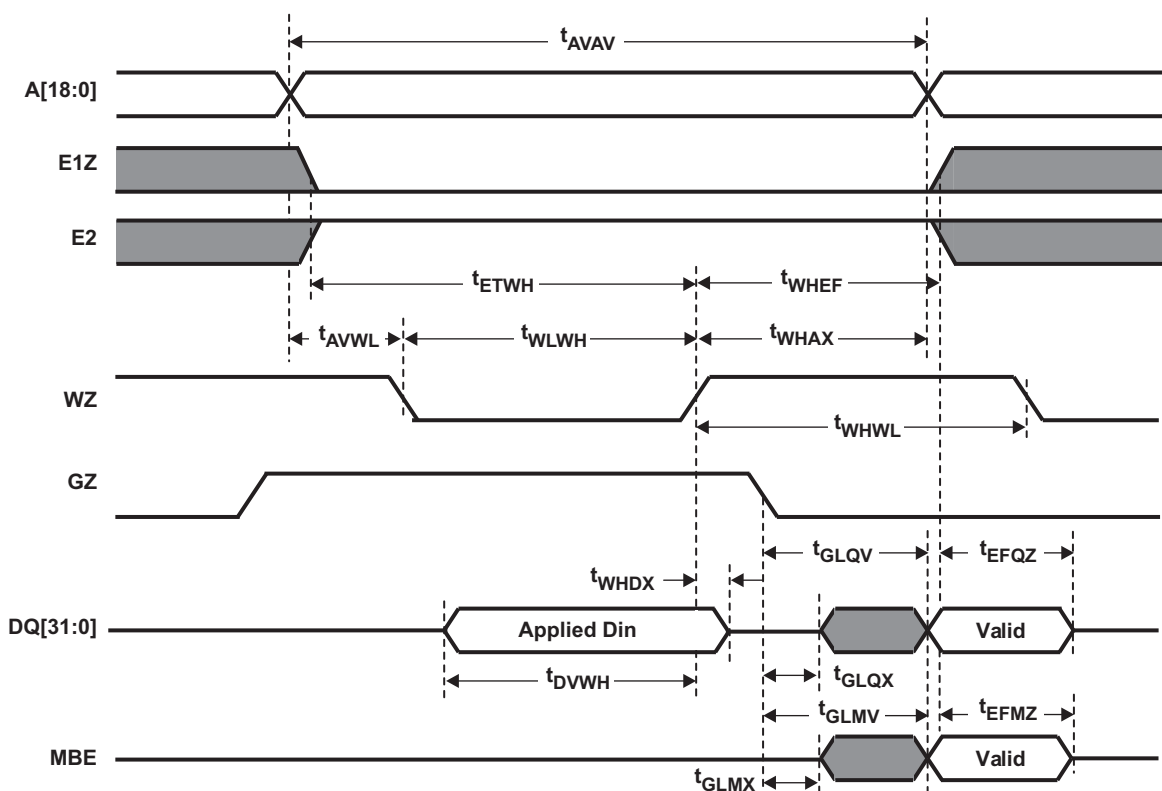 tAVAV
A[18:0]
E1Z
E2
tETWH
tWHEF
tAVWL
tWLWH
tWHAX
WZ
tWHWL
GZ
tGLQV
tEFQZ
tWHDX
DQ[31:0]
Applied Din
Valid
tDVWH
tGLQX
tGLMV
tEFMZ
MBE
Valid
tGLMX